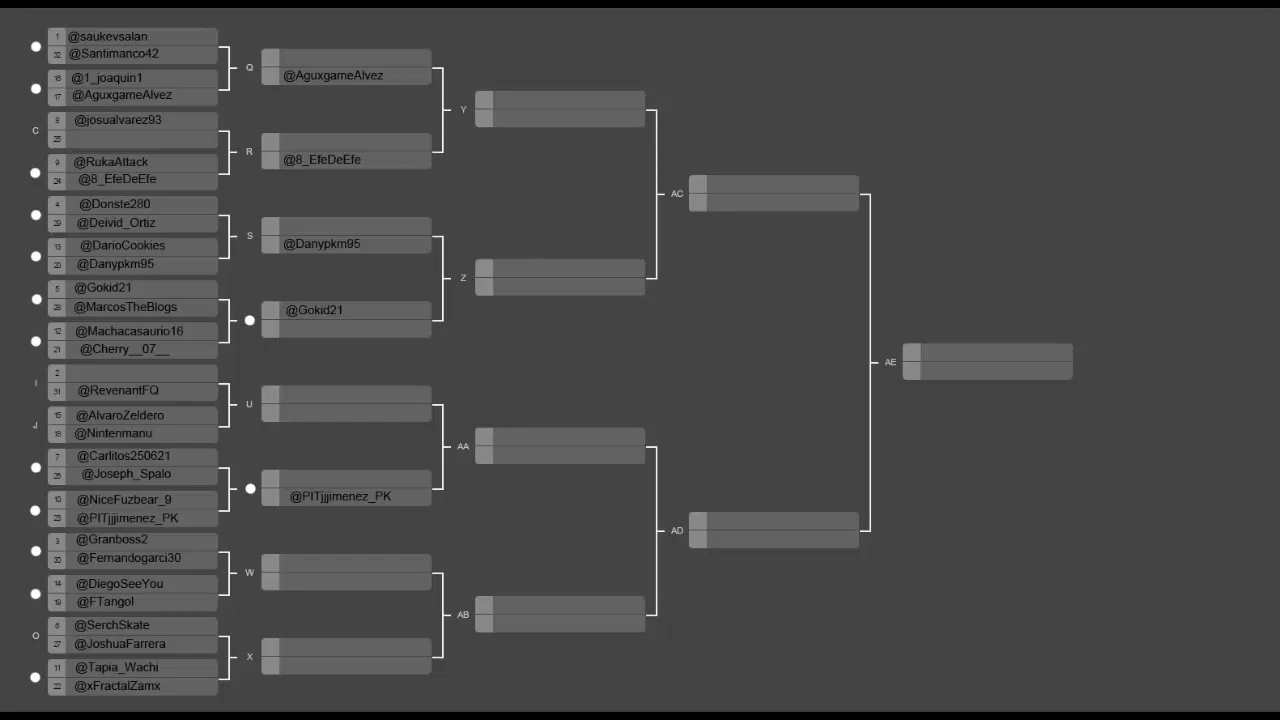 1 @saukevsalan
32 @Santimanco42
@1_joaquin1
17 @AguxgameAlvez
C
8 @josualvarez93
25
9 @RukaAttack
24 @8_EfeDeEfe
4 @Donste280
29 @Deivid_Ortiz
13 @DarioCookies
20 @Danypkm95
5 @Gokid21
28 @MarcosTheBlogs
12 @Machacasaurio16
21 @Cherry__07__
I
2
31 @RevenantFQ
J
15 @AlvaroZeldero
18 @Nintenmanu
7 @Carlitos250621
26 @Joseph_Spalo
10 @NiceFuzbear_9
23 @PITjjjimenez_PK
3 @Granboss2
30 @Fernandogarci30
14 @DiegoSeeYou
19 @FTangol
O
6 @SerchSkate
27 @JoshuaFarrera
11 @Tapia_Wachi
22 @xFractalZamx
Q
@AguxgameAlvez
R
@8_EfeDeEfe
S
@Danypkm95
@Gokid21
U
@PITjjjimenez_PK
W
X
Y
Z
AA
AB
AC
AD
AE